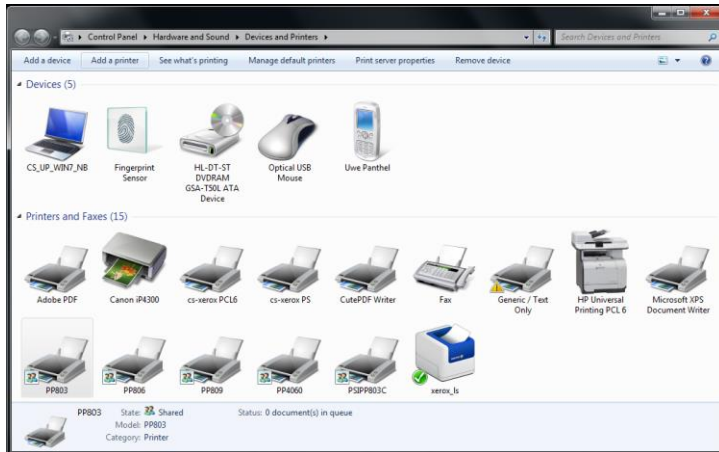 Control Panel Hardware and Sound Devices and Printers
Search Devices and Printers
Add a device Add a printer See what's printing Manage default printers Print server properties Remove device
Devices (5)
CS_UP_WIN7_NB
Fingerprint
Sensor
HL-DT-ST
DVDRAM
GSA-T50L ATA
Device
Optical USB
Mouse
Uwe Panthel
Printers and Faxes (15)
Adobe PDF
Canon iP4300
cs-xerox PCL6
cs-xerox PS
CutePDF Writer
Fax
Generic / Text
Only
HP Universal
Printing PCL 6
Microsoft XPS
Document Writer
PP803
PP806
PP809
PP4060
PSIPP803C
xerox_ls
PP803 State: Shared Status: 0 document(s) in queue
Model: PP803
Category: Printer